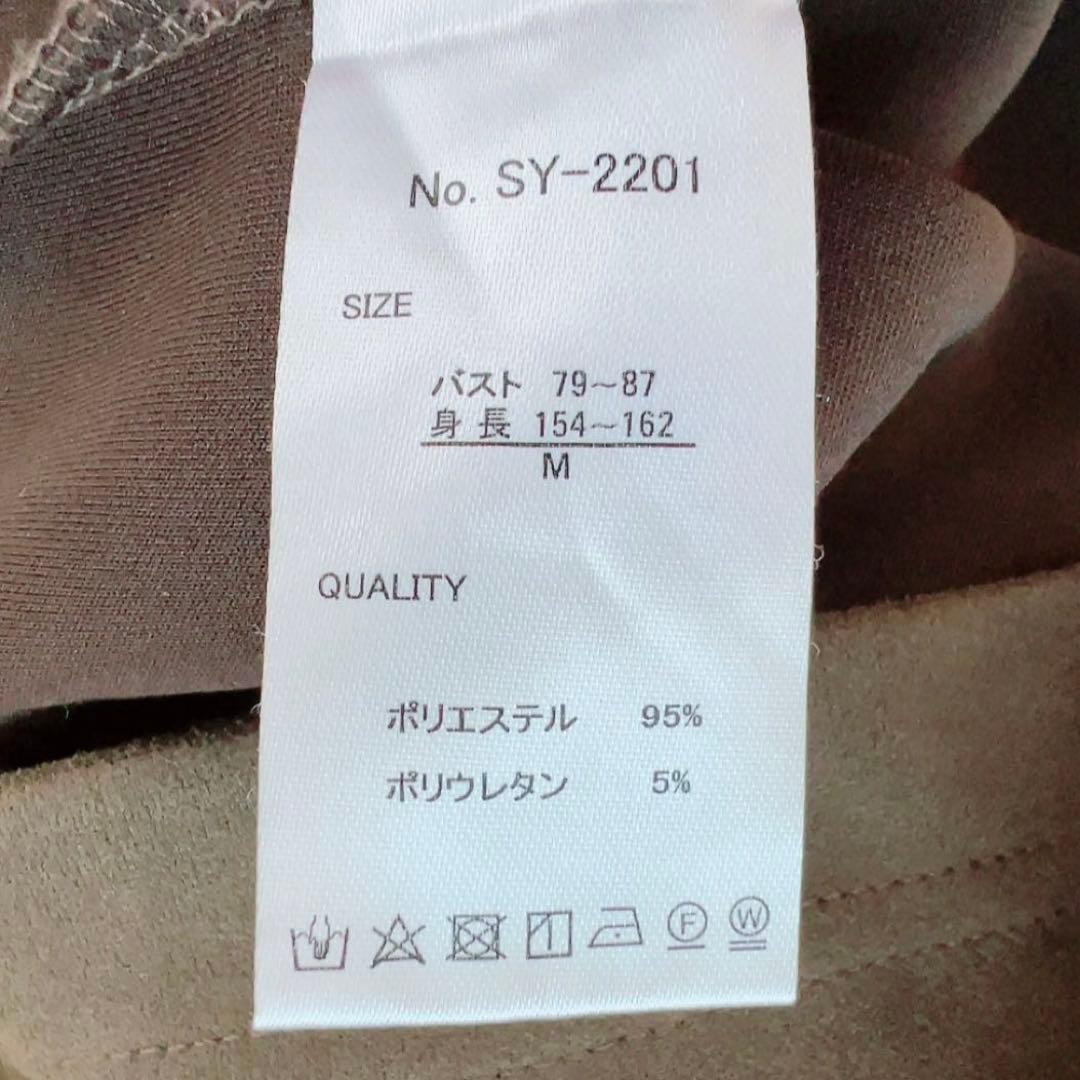 No. SY-2201
SIZE
バスト 79~87
身長 154~162
M
QUALITY
ポリエステル 95%
ポリウレタン 5%
F W